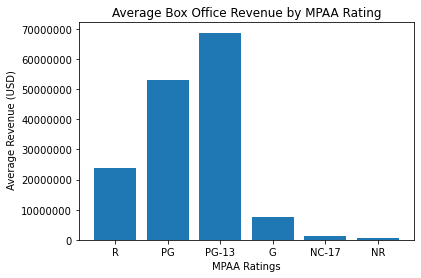 Average Box Office Revenue by MPAA Rating
Average Revenue (USD)
70000000
60000000
50000000
40000000
30000000
20000000
10000000
0
R PG PG-13 G NC-17 NR
MPAA Ratings